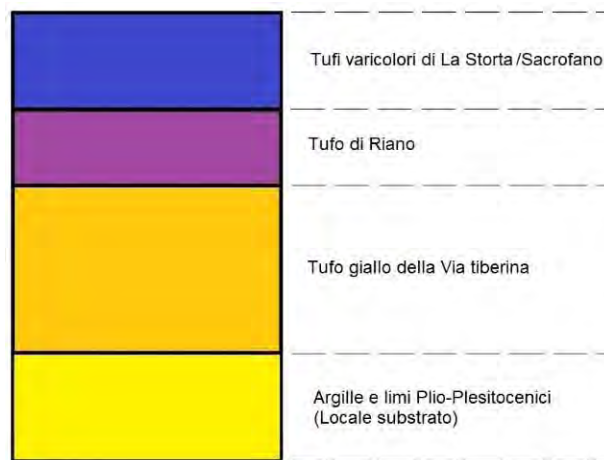 Tufi varicolori di La Storta/Sacrofano
Tufo di Riano
Tufo giallo della Via tiberina
Argille e limi Plio-Plesitocenici
(Locale substrato)